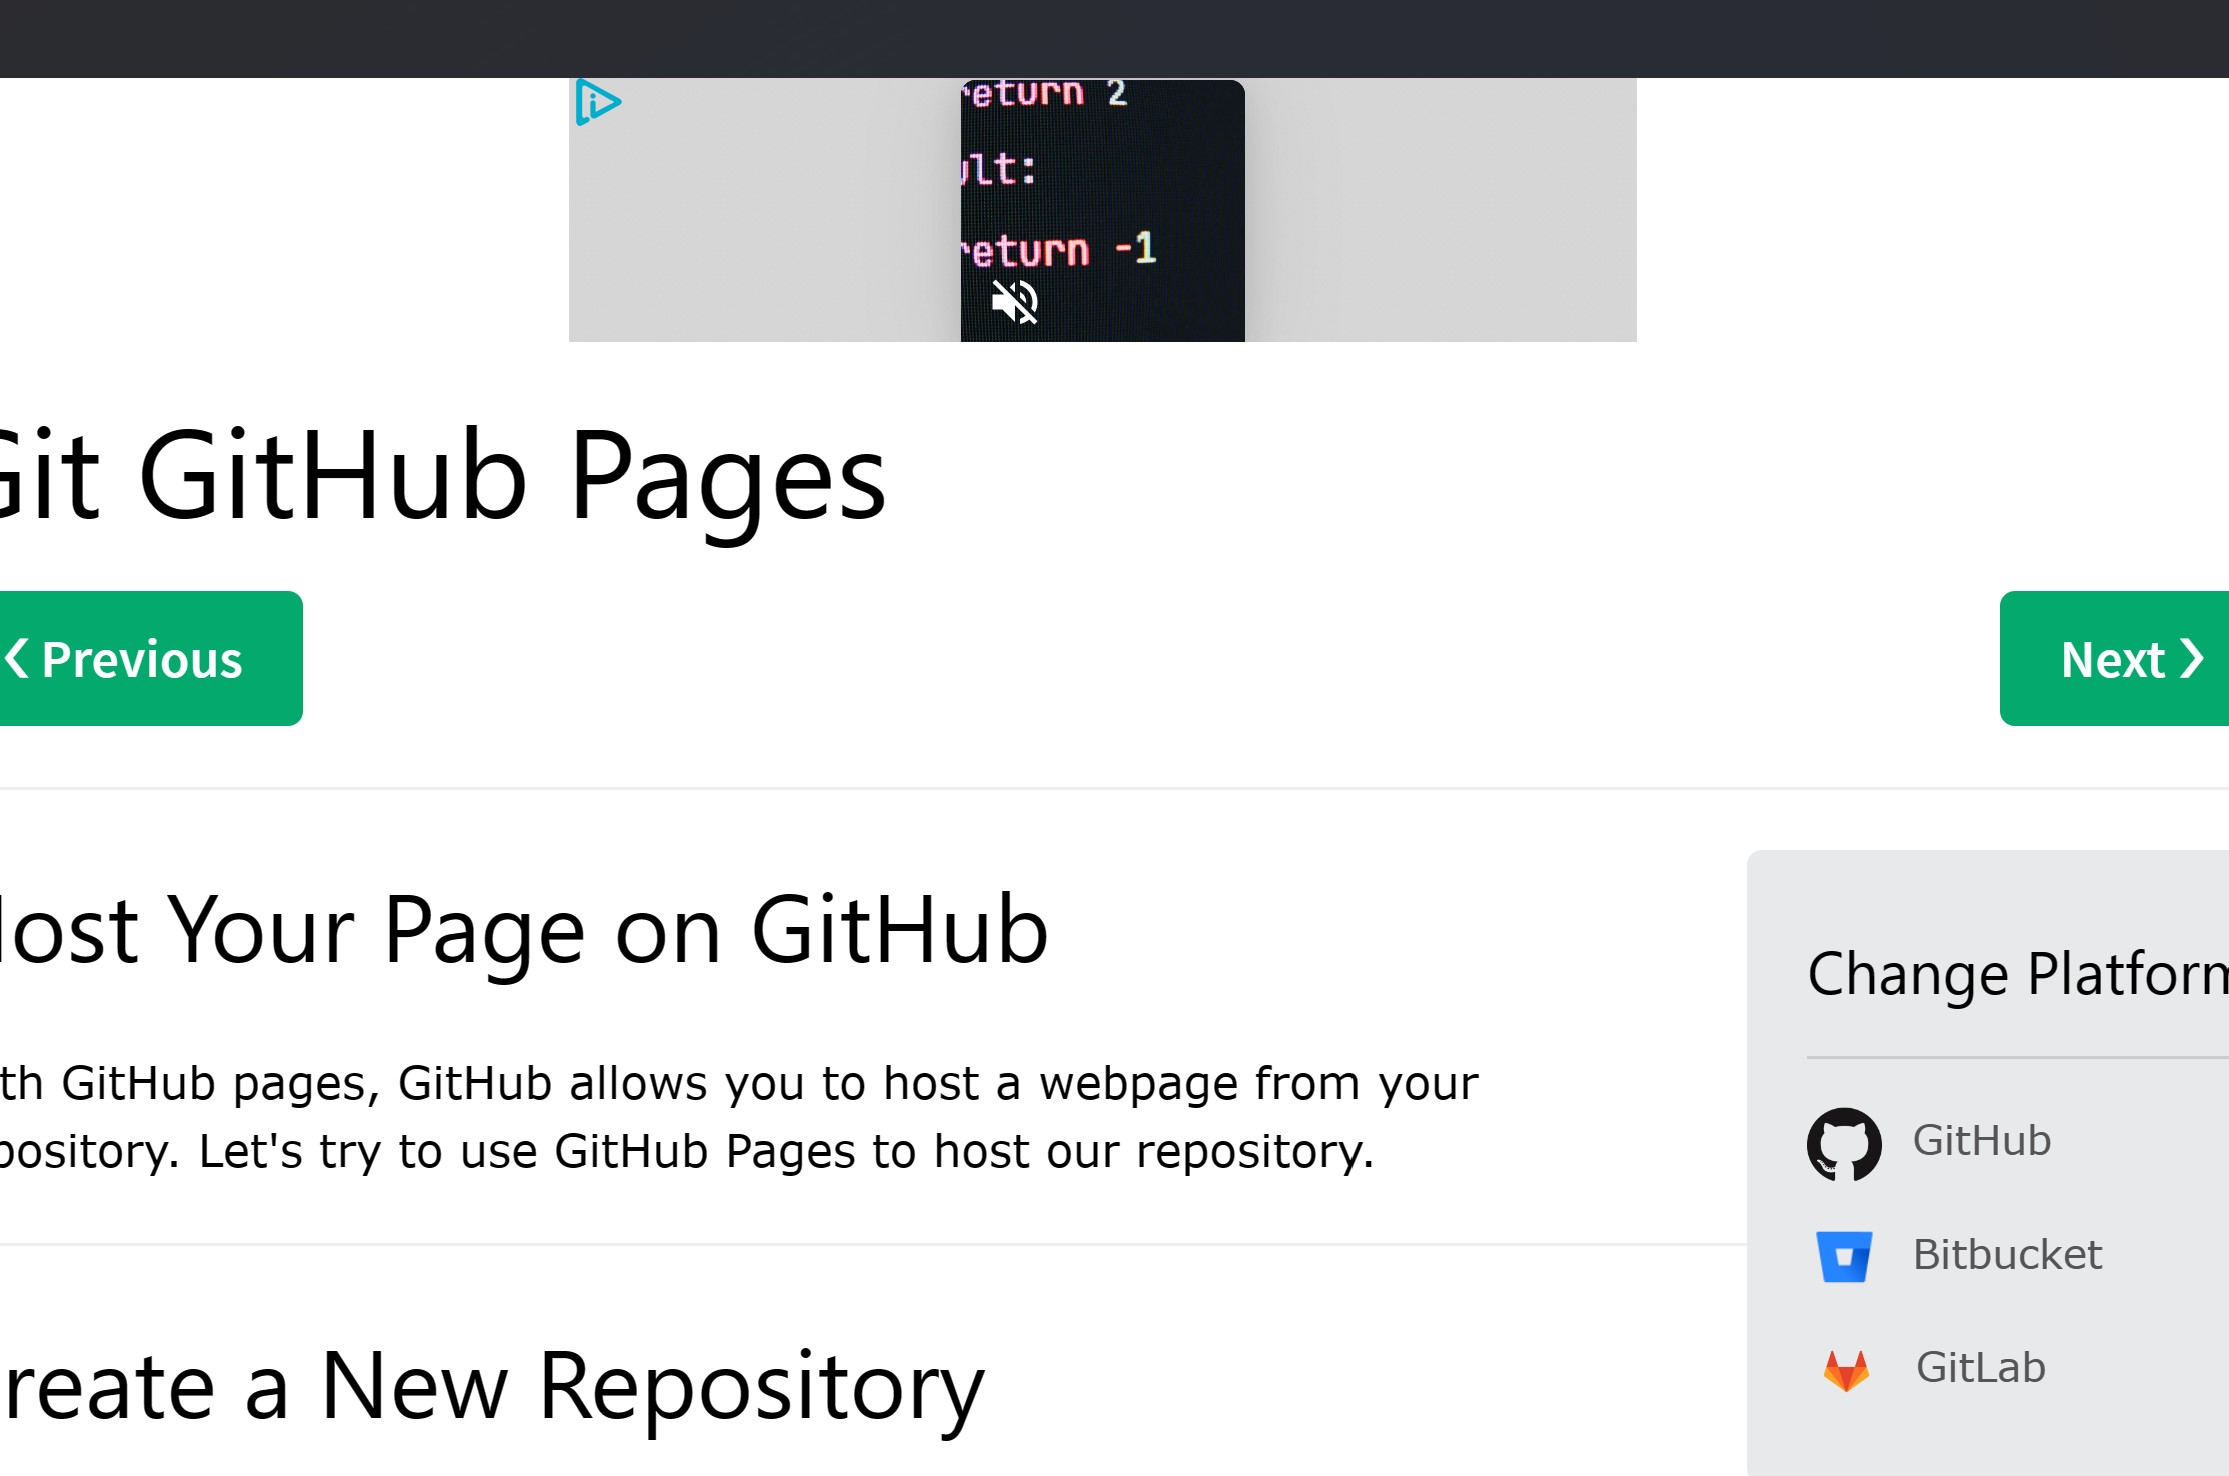 return 2
ult:
return -1
Git GitHub Pages
❮ Previous
Next ❯
Host Your Page on GitHub
Change Platform
th GitHub pages, GitHub allows you to host a webpage from your
pository. Let's try to use GitHub Pages to host our repository.
GitHub
Bitbucket
GitLab
reate a New Repository